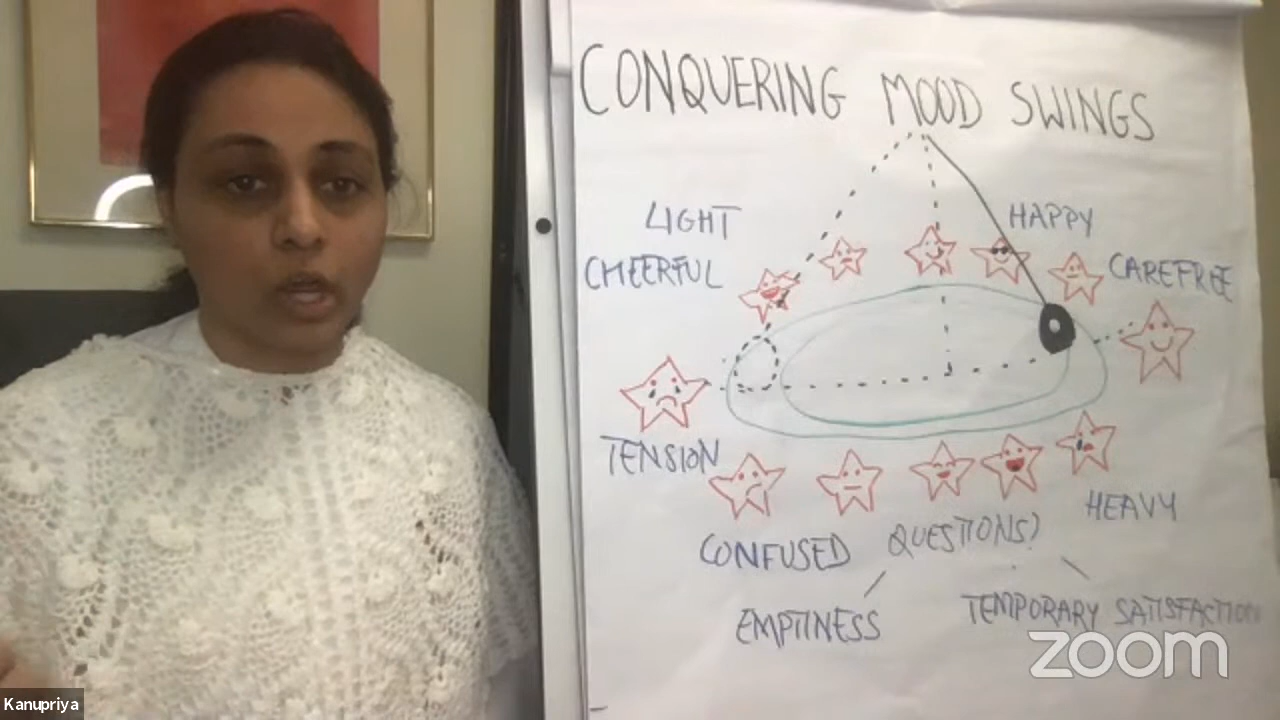 CONQUERING MOOD SWINGS
LIGHT
HAPPY
CHEERFUL
CAREFREE
TENSION
HEAVY
CONFUSED
QUESTIONS?
EMPTINESS
TEMPORARY SATISFACTION
zoom
Kanupriya